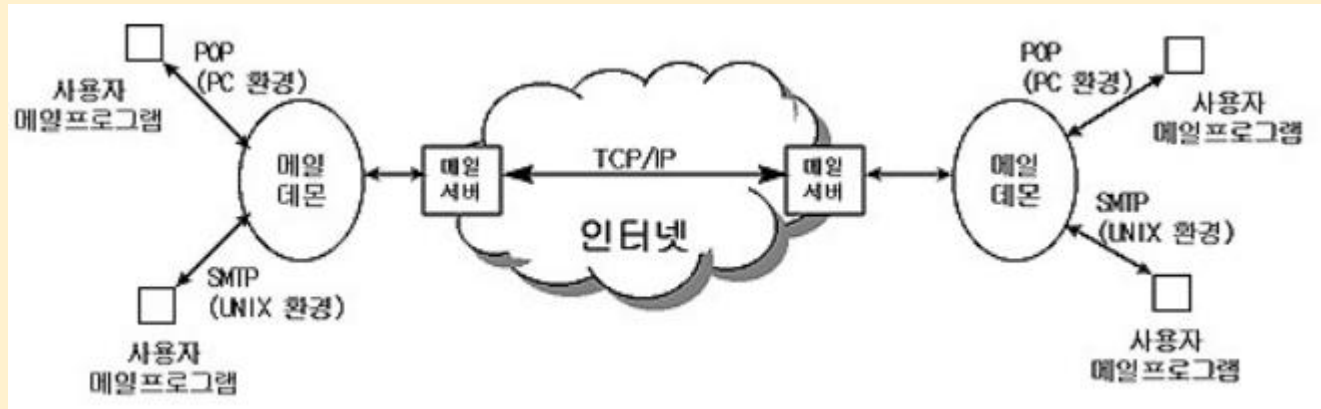 POP
(PC 환경)
사용자
메일프로그램
메일
데몬
SMTP
(UNIX 환경)
사용자
메일프로그램
메일
서버
TCP/IP
인터넷
메일
서버
메일
데몬
POP
(PC 환경)
사용자
메일프로그램
SMTP
(UNIX 환경)
사용자
메일프로그램